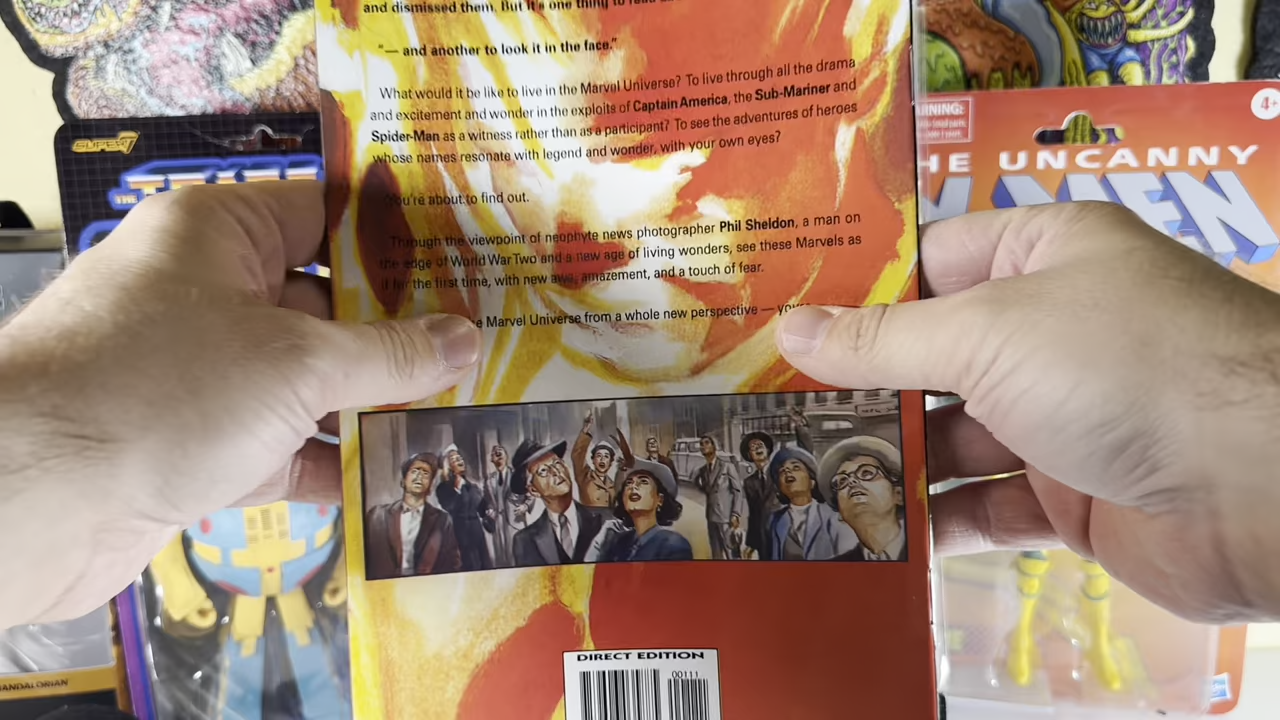 and dismissed them. But it's one thing to read
"— and another to look it in the face."
What would it be like to live in the Marvel Universe? To live through all the drama
and excitement and wonder in the exploits of Captain America, the Sub-Mariner and
Spider-Man as a witness rather than as a participant? To see the adventures of heroes
whose names resonate with legend and wonder, with your own eyes?
You're about to find out.
Through the viewpoint of neophyte news photographer Phil Sheldon, a man on
the edge of World War Two and a new age of living wonders, see these Marvels as
if for the first time, with new awe, amazement, and a touch of fear.
Marvel Universe from a whole new perspective —
DIRECT EDITION
00111
SUPER7
THE
WARNING:
4+
THE UNCANNY
X-MEN
MANDALORIAN